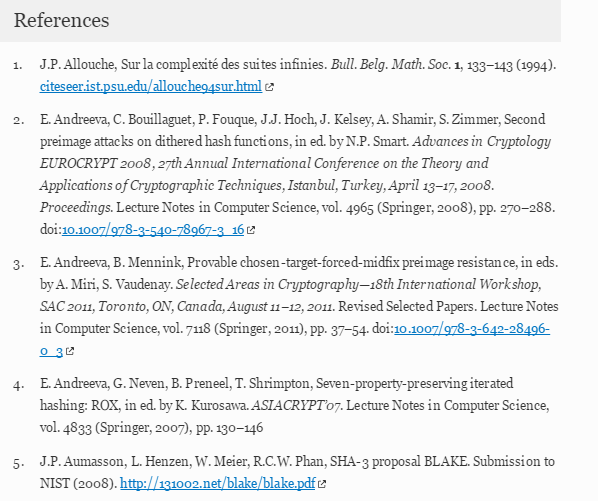 References
1. J.P. Allouche, Sur la complexité des suites infinies. Bull. Belg. Math. Soc. 1, 133–143 (1994).
citeseer.ist.psu.edu/allouche94sur.html
2. E. Andreeva, C. Bouillaguet, P. Fouque, J.J. Hoch, J. Kelsey, A. Shamir, S. Zimmer, Second
preimage attacks on dithered hash functions, in ed. by N.P. Smart. Advances in Cryptology
EUROCRYPT 2008, 27th Annual International Conference on the Theory and
Applications of Cryptographic Techniques, Istanbul, Turkey, April 13–17, 2008.
Proceedings. Lecture Notes in Computer Science, vol. 4965 (Springer, 2008), pp. 270–288.
doi:10.1007/978-3-540-78967-3_16
3. E. Andreeva, B. Mennink, Provable chosen-target-forced-midfix preimage resistance, in eds.
by A. Miri, S. Vaudenay. Selected Areas in Cryptography—18th International Workshop,
SAC 2011, Toronto, ON, Canada, August 11–12, 2011. Revised Selected Papers. Lecture Notes
in Computer Science, vol. 7118 (Springer, 2011), pp. 37–54. doi:10.1007/978-3-642-28496-
0_3
4. E. Andreeva, G. Neven, B. Preneel, T. Shrimpton, Seven-property-preserving iterated
hashing: ROX, in ed. by K. Kurosawa. ASIACRYPT'07. Lecture Notes in Computer Science,
vol. 4833 (Springer, 2007), pp. 130–146
5. J.P. Aumasson, L. Henzen, W. Meier, R.C.W. Phan, SHA-3 proposal BLAKE. Submission to
NIST (2008). http://131002.net/blake/blake.pdf